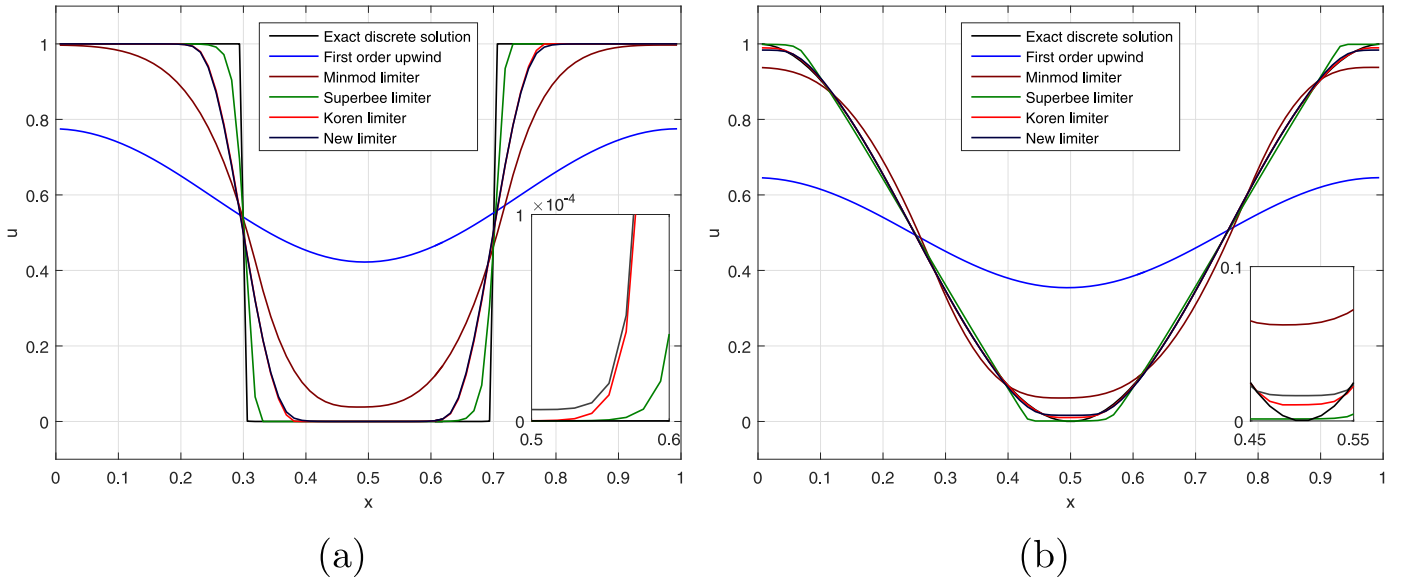 1
0.8
0.6
0.4
0.2
0
u
0 0.1 0.2 0.3 0.4 0.5 0.6 0.7 0.8 0.9 1
x
Exact discrete solution
First order upwind
Minmod limiter
Superbee limiter
Koren limiter
New limiter
1 ×10⁻⁴
0
0.5 0.6
(a)
1
0.8
0.6
0.4
0.2
0
u
0 0.1 0.2 0.3 0.4 0.5 0.6 0.7 0.8 0.9 1
x
Exact discrete solution
First order upwind
Minmod limiter
Superbee limiter
Koren limiter
New limiter
0.1
0
0.45 0.55
(b)